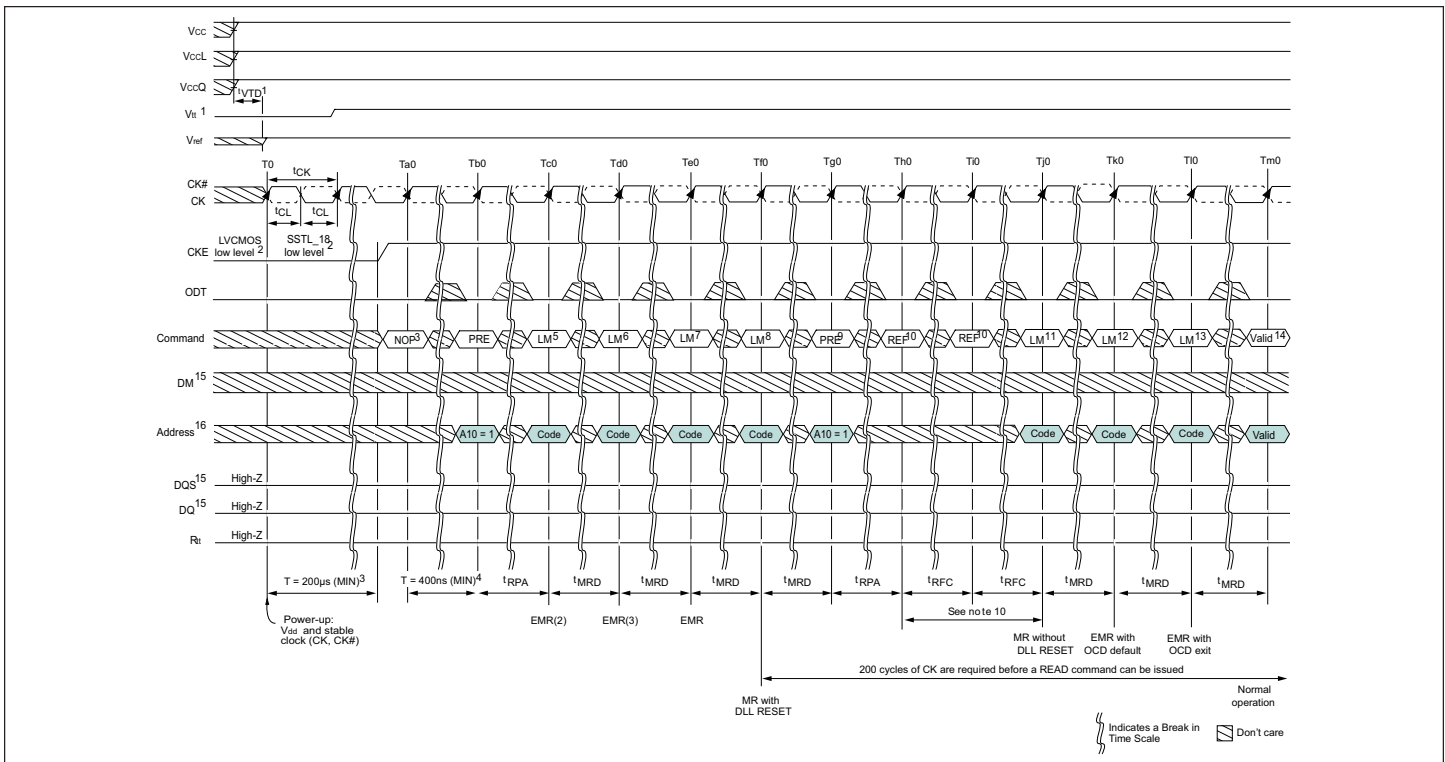 Vcc
VccL
VccQ
tVTD1
Vtt 1
Vref
T0 Ta0 Tb0 Tc0 Td0 Te0 Tf0 Tg0 Th0 Ti0 Tj0 Tk0 Tl0 Tm0
tCK
CK#
CK
tCL tCL
LVCMOS low level 2
SSTL_18 low level 2
CKE
ODT
Command NOP3 PRE LM5 LM6 LM7 LM8 PRE9 REF10 REF10 LM11 LM12 LM13 Valid 14
DM15
Address16 A10 = 1 Code Code Code Code A10 = 1 Code Code Code Valid
DQS15 High-Z
DQ15 High-Z
Rtt High-Z
T = 200µs (MIN)3 T = 400ns (MIN)4 tRPA tMRD tMRD tMRD tMRD tRPA tRFC tRFC tMRD tMRD tMRD
Power-up:
Vdd and stable
clock (CK, CK#)
EMR(2) EMR(3) EMR
See note 10
MR without
DLL RESET
EMR with
OCD default
EMR with
OCD exit
200 cycles of CK are required before a READ command can be issued
MR with
DLL RESET
Normal
operation
Indicates a Break in
Time Scale
Don't care